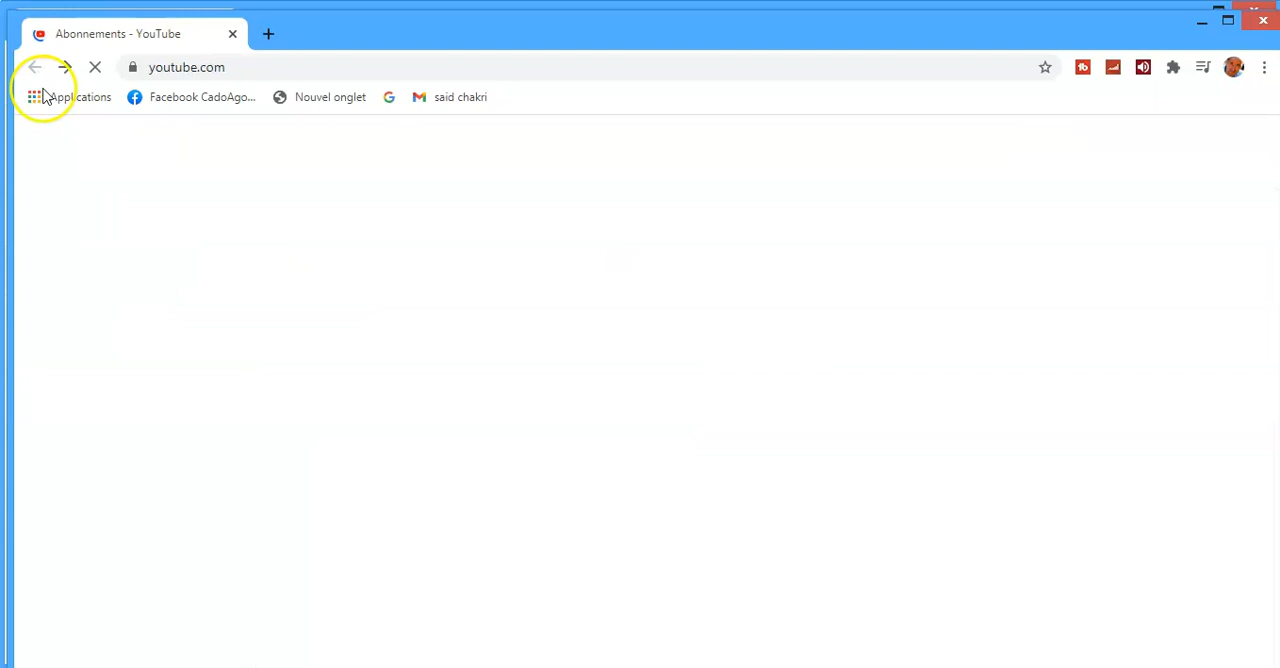 Abonnements - YouTube
youtube.com
Applications Facebook CadoAgo... Nouvel onglet G said chakri